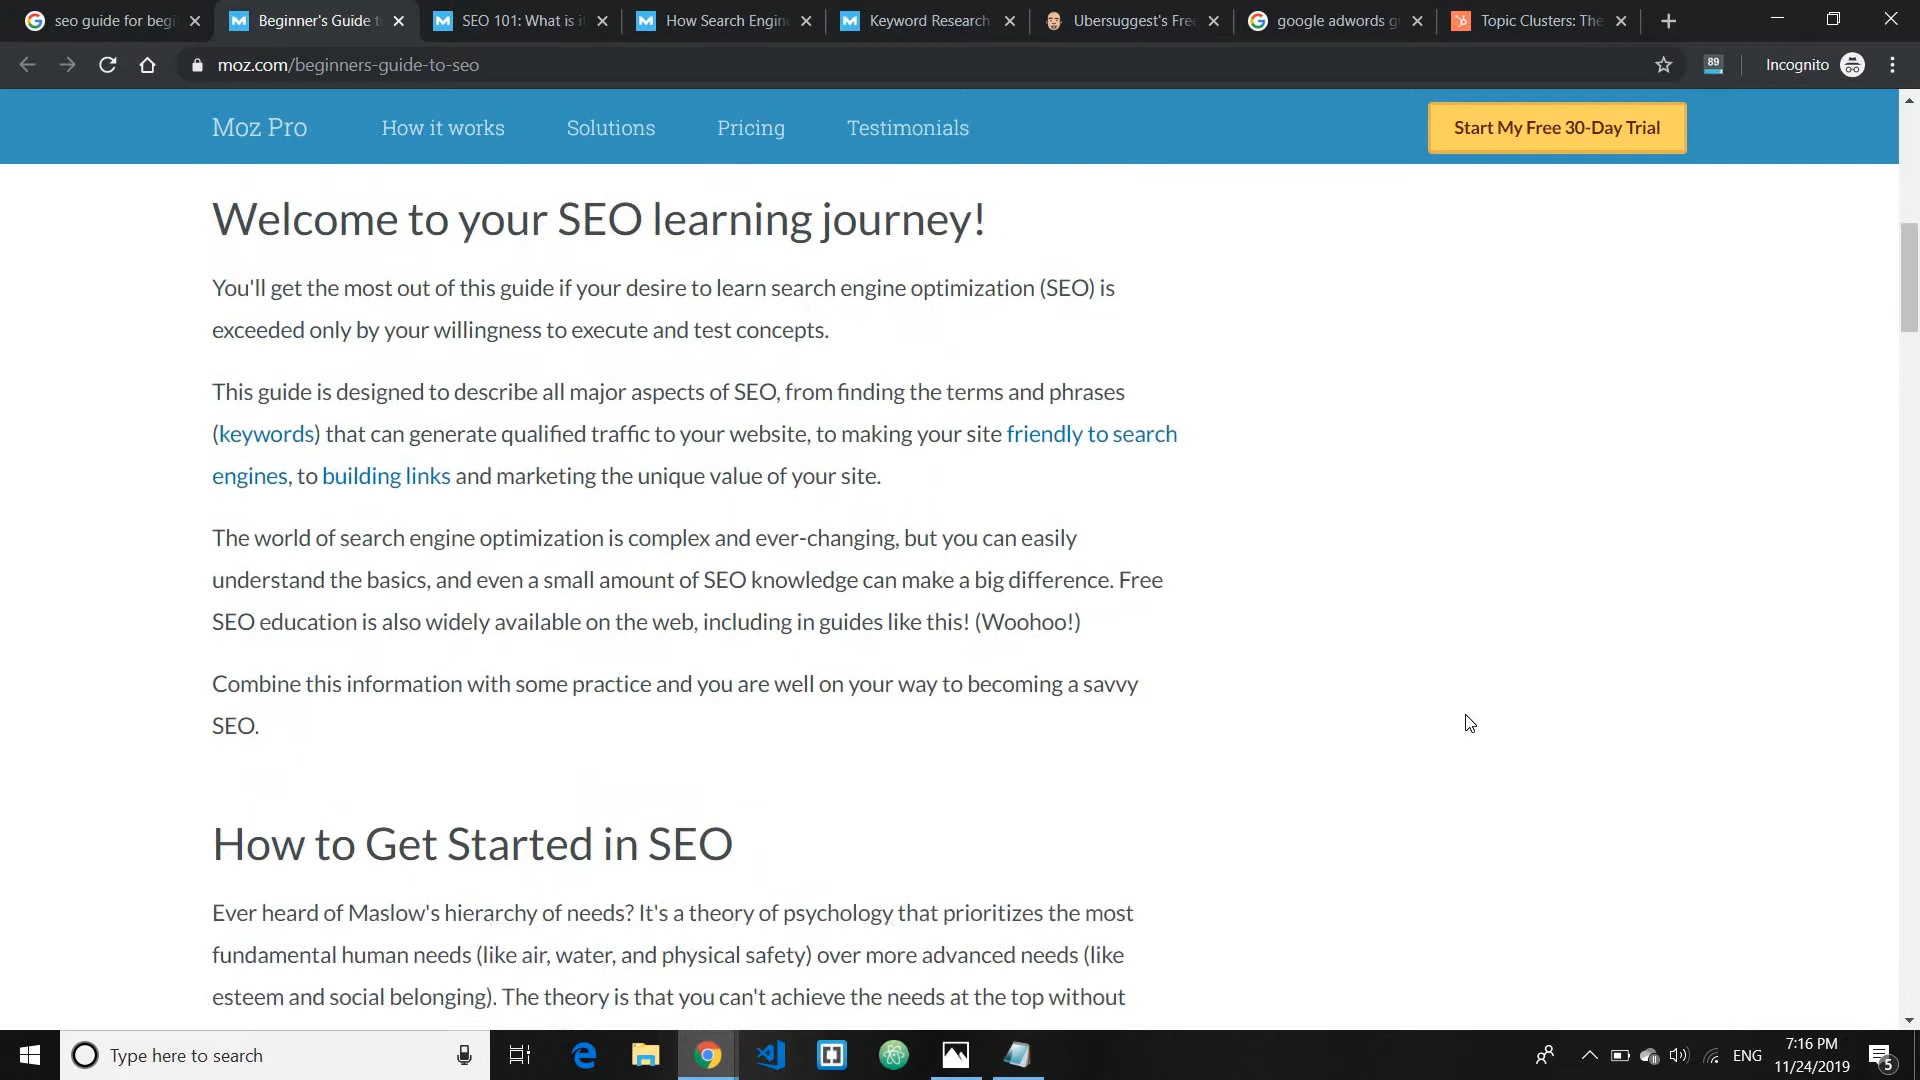 seo guide for begi
Beginner's Guide t
SEO 101: What is i
How Search Engin
Keyword Research
Ubersuggest's Free
google adwords g
Topic Clusters: The
moz.com/beginners-guide-to-seo
89
Incognito
Moz Pro
How it works
Solutions
Pricing
Testimonials
Start My Free 30-Day Trial
Welcome to your SEO learning journey!
You'll get the most out of this guide if your desire to learn search engine optimization (SEO) is
exceeded only by your willingness to execute and test concepts.
This guide is designed to describe all major aspects of SEO, from finding the terms and phrases
(keywords) that can generate qualified traffic to your website, to making your site friendly to search
engines, to building links and marketing the unique value of your site.
The world of search engine optimization is complex and ever-changing, but you can easily
understand the basics, and even a small amount of SEO knowledge can make a big difference. Free
SEO education is also widely available on the web, including in guides like this! (Woohoo!)
Combine this information with some practice and you are well on your way to becoming a savvy
SEO.
How to Get Started in SEO
Ever heard of Maslow's hierarchy of needs? It's a theory of psychology that prioritizes the most
fundamental human needs (like air, water, and physical safety) over more advanced needs (like
esteem and social belonging). The theory is that you can't achieve the needs at the top without
Type here to search
ENG
7:16 PM
11/24/2019
5